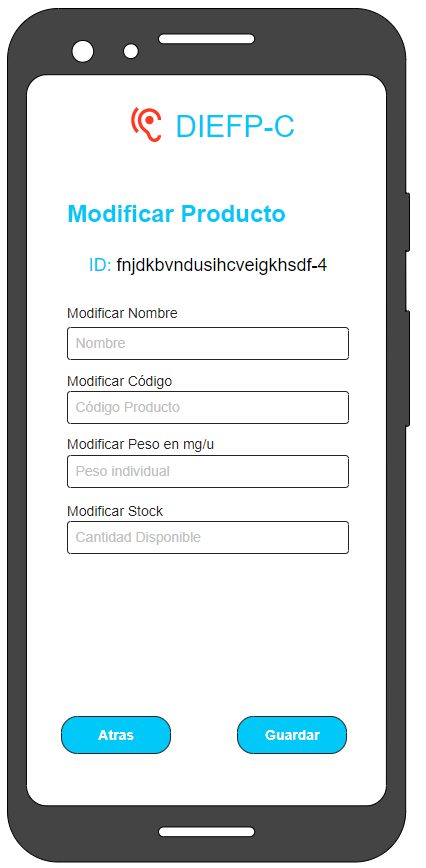 DIEFP-C
Modificar Producto
ID: fnjdkbvndusihcveigkhsdf-4
Modificar Nombre
Nombre
Modificar Código
Código Producto
Modificar Peso en mg/u
Peso individual
Modificar Stock
Cantidad Disponible
Atras
Guardar